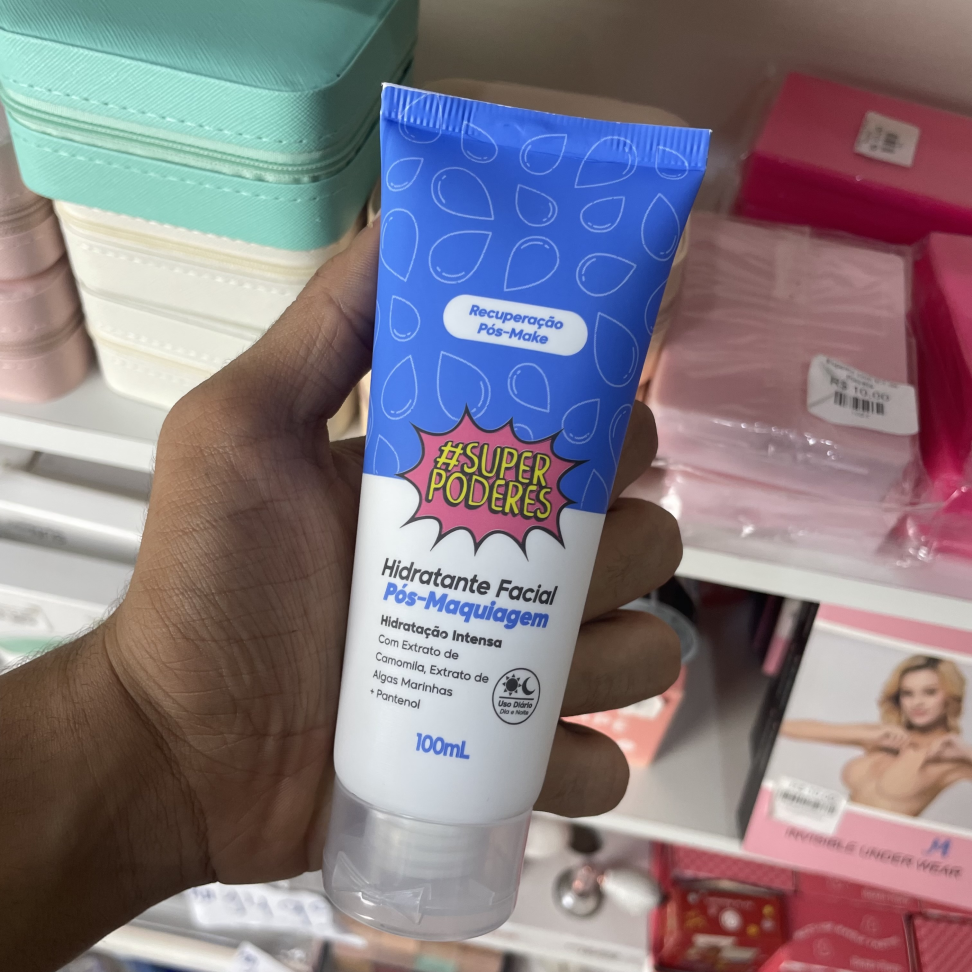 Recuperação
Pós-Make
#SUPER
PODERES
Hidratante Facial
Pós-Maquiagem
Hidratação Intensa
Com Extrato de
Camomila, Extrato de
Algas Marinhas
+ Pantenol
Uso Diário
Dia e Noite
100mL
R$ 10,00
INVISIBLE UNDER WEAR